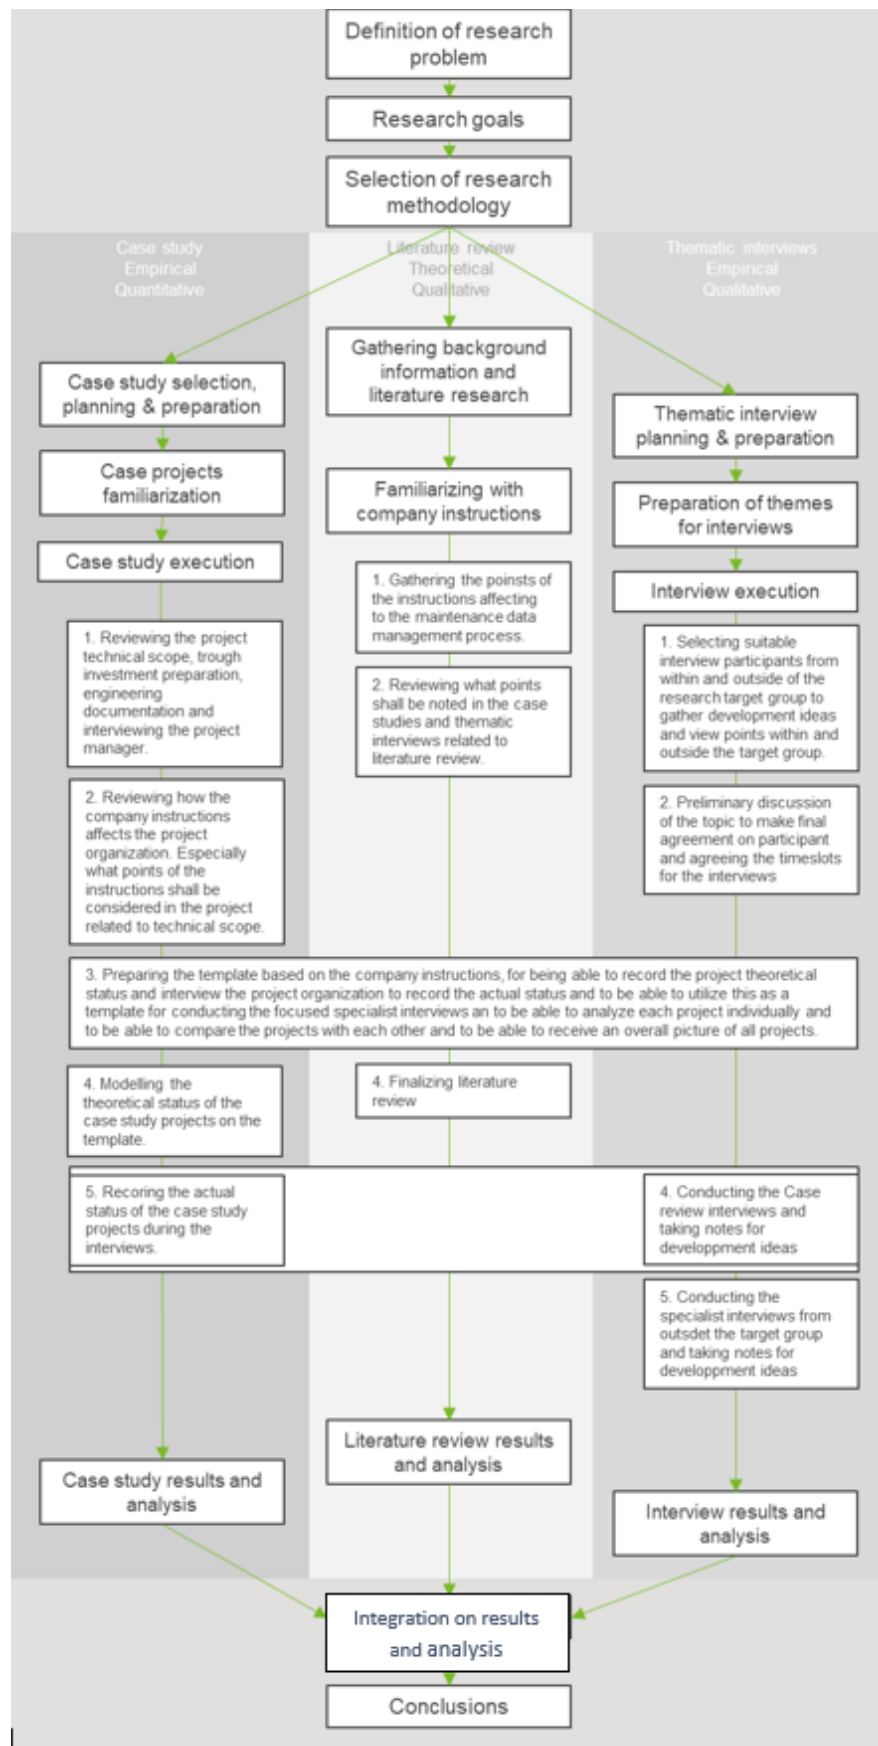 Definition of research
problem
Research goals
Selection of research
methodology
Case study
Empirical
Quantitative
Literature review
Theoretical
Qualitative
Thematic interviews
Empirical
Qualitative
Case study selection,
planning & preparation
Case projects
familiarization
Case study execution
1. Reviewing the project
technical scope, trough
investment preparation,
engineering
documentation and
interviewing the project
manager.
2. Reviewing how the
company instructions
affects the project
organization. Especially
what points of the
instructions shall be
considered in the project
related to technical scope.
Gathering background
information and
literature research
Familiarizing with
company instructions
1. Gathering the poinsts of
the instructions affecting
to the maintenance data
management process.
2. Reviewing what points
shall be noted in the case
studies and thematic
interviews related to
literature review.
Thematic interview
planning & preparation
Preparation of themes
for interviews
Interview execution
1. Selecting suitable
interview participants from
within and outside of the
research target group to
gather development ideas
and view points within and
outside the target group.
2. Preliminary discussion
of the topic to make final
agreement on participant
and agreeing the timeslots
for the interviews
3. Preparing the template based on the company instructions, for being able to record the project theoretical
status and interview the project organization to record the actual status and to be able to utilize this as a
template for conducting the focused specialist interviews an to be able to analyze each project individually and
to be able to compare the projects with each other and to be able to receive an overall picture of all projects.
4. Modelling the
theoretical status of the
case study projects on the
template.
4. Finalizing literature
review
5. Recoring the actual
status of the case study
projects during the
interviews.
4. Conducting the Case
review interviews and
taking notes for
developpment ideas
5. Conducting the
specialist interviews from
outsdet the target group
and taking notes for
developpment ideas
Case study results and
analysis
Literature review results
and analysis
Interview results and
analysis
Integration on results
and analysis
Conclusions